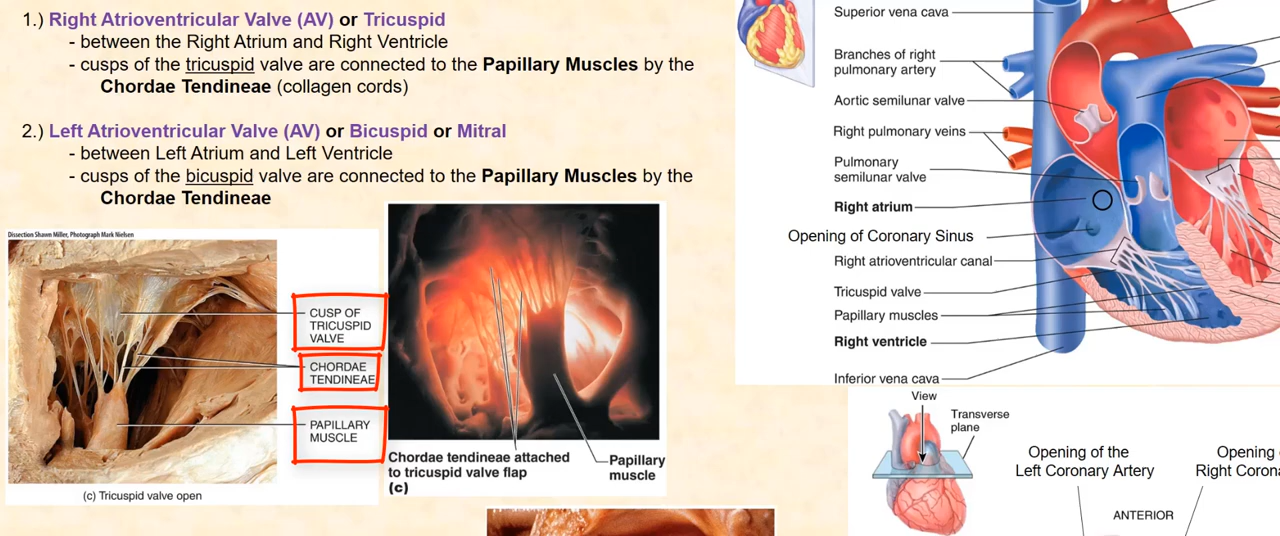 1.) Right Atrioventricular Valve (AV) or Tricuspid
- between the Right Atrium and Right Ventricle
- cusps of the tricuspid valve are connected to the Papillary Muscles by the
Chordae Tendineae (collagen cords)
2.) Left Atrioventricular Valve (AV) or Bicuspid or Mitral
- between Left Atrium and Left Ventricle
- cusps of the bicuspid valve are connected to the Papillary Muscles by the
Chordae Tendineae
Dissection Shawn Miller, Photograph Mark Nielsen
CUSP OF
TRICUSPID
VALVE
CHORDAE
TENDINEAE
PAPILLARY
MUSCLE
(c) Tricuspid valve open
Chordae tendineae attached
to tricuspid valve flap
(c)
Papillary
muscle
Superior vena cava
Branches of right
pulmonary artery
Aortic semilunar valve
Right pulmonary veins
Pulmonary
semilunar valve
Right atrium
Opening of Coronary Sinus
Right atrioventricular canal
Tricuspid valve
Papillary muscles
Right ventricle
Inferior vena cava
View
Transverse
plane
Opening of the
Left Coronary Artery
Opening
Right
ANTERIOR